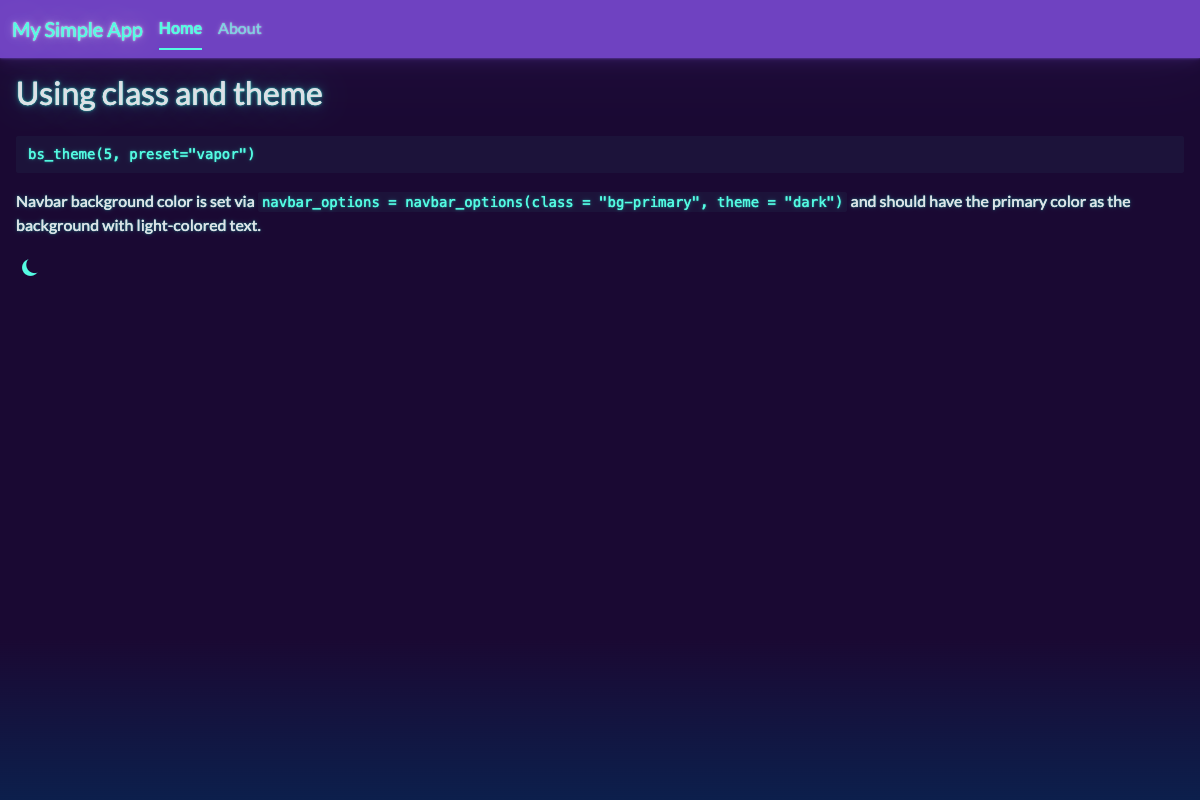 My Simple App Home About
Using class and theme
bs_theme(5, preset="vapor")
Navbar background color is set via navbar_options = navbar_options(class = "bg-primary", theme = "dark") and should have the primary color as the
background with light-colored text.